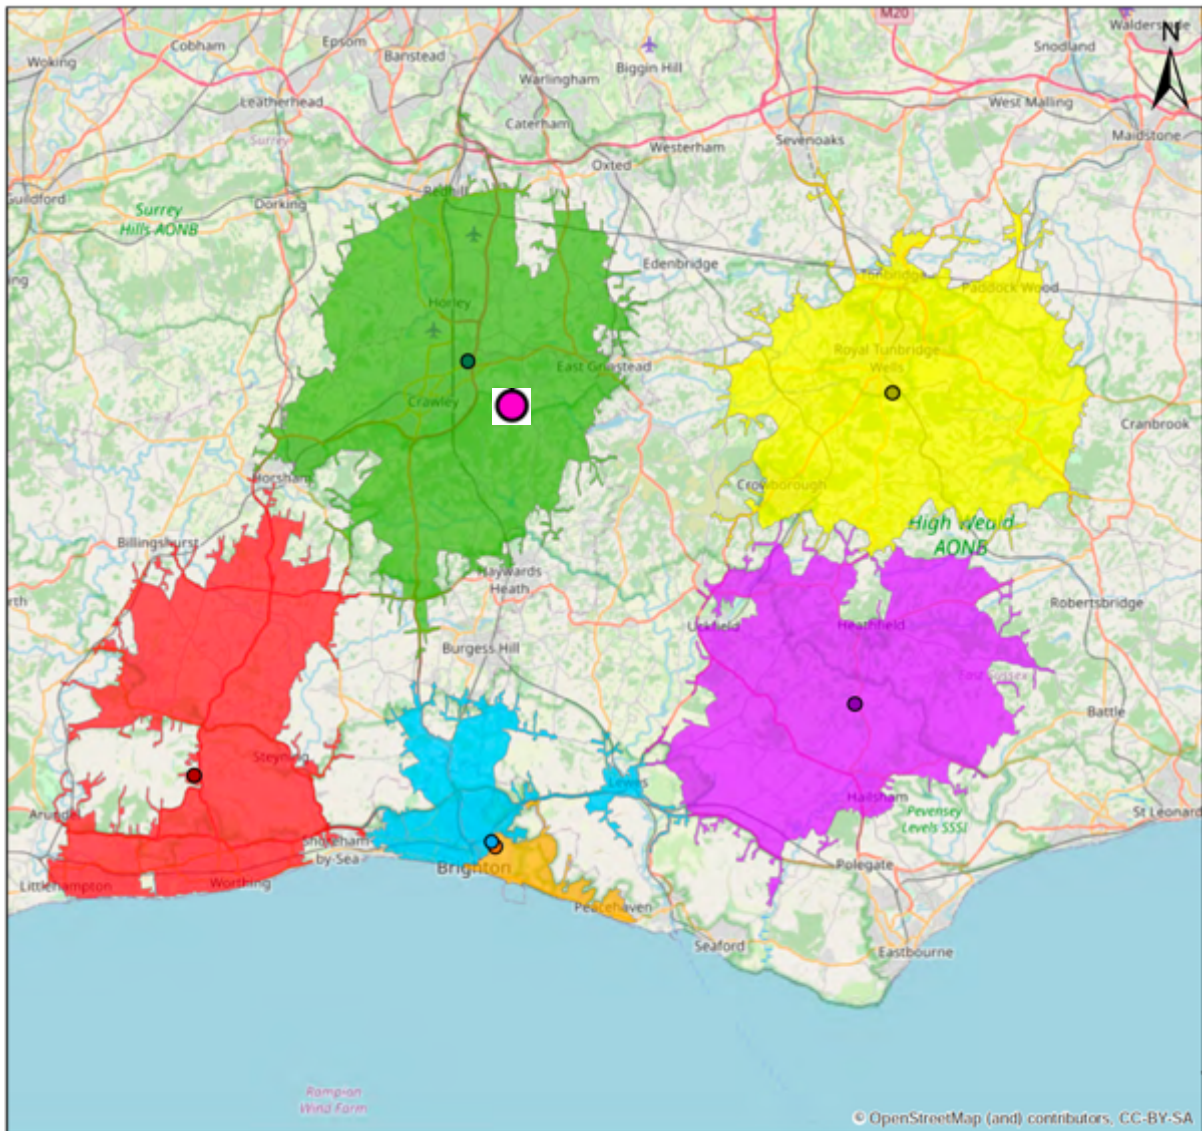 M20
Walderslade
N
Cobham
Epsom
Banstead
Snodland
Woking
Biggin Hill
Warlingham
Leatherhead
West Malling
Caterham
Maidstone
Surrey
Sevenoaks
Westerham
Oxted
Guildford
Dorking
Redhill
Surrey
Hills AONB
Edenbridge
Tonbridge
Paddock Wood
Horley
Royal Tunbridge
Wells
East Grinstead
Crawley
Cranbrook
Horsham
Crowborough
High Weald
AONB
Billingshurst
Haywards
Heath
Robertsbridge
Uckfield
Heathfield
Burgess Hill
East Sussex
Battle
Steyning
Lewes
Hailsham
Pevensey
Levels SSSI
St Leonard
Arundel
Shoreham
by-Sea
Brighton
Polegate
Littlehampton
Worthing
Peacehaven
Seaford
Eastbourne
Rampion
Wind Farm
© OpenStreetMap (and) contributors, CC-BY-SA